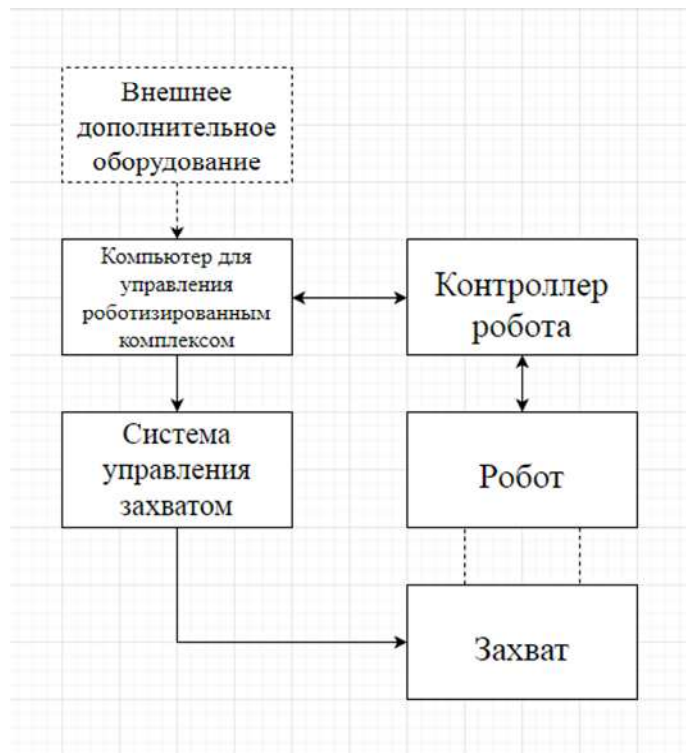 Внешнее
дополнительное
оборудование
Компьютер для
управления
роботизированным
комплексом
Контроллер
робота
Система
управления
захватом
Робот
Захват